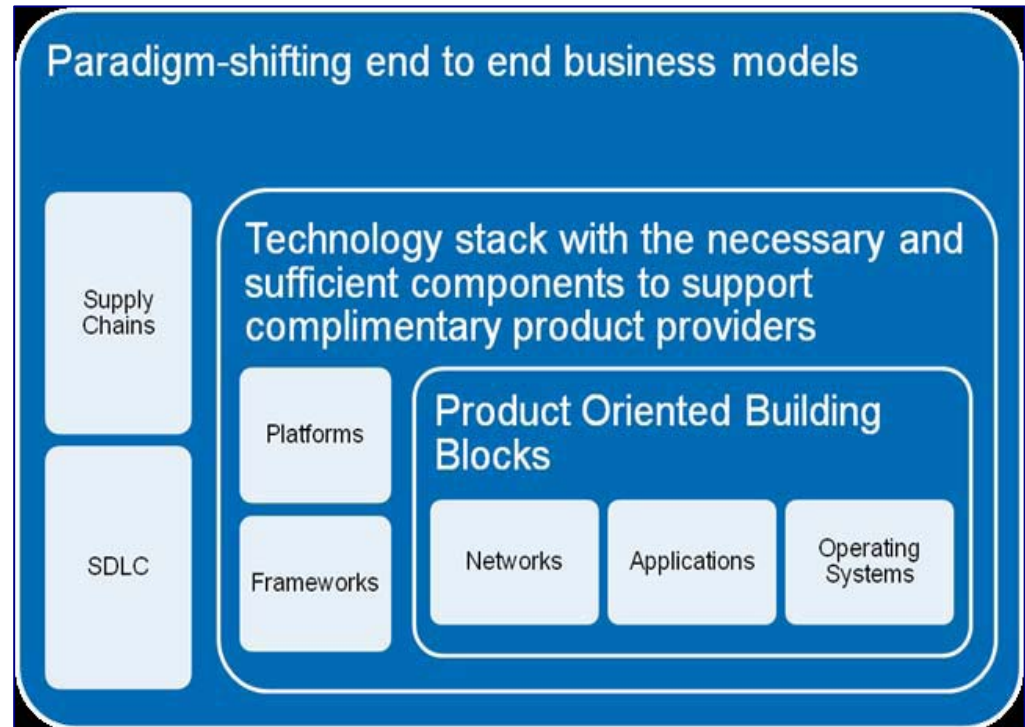 Paradigm-shifting end to end business models
Supply
Chains
SDLC
Technology stack with the necessary and
sufficient components to support
complimentary product providers
Platforms
Frameworks
Product Oriented Building
Blocks
Networks
Applications
Operating
Systems